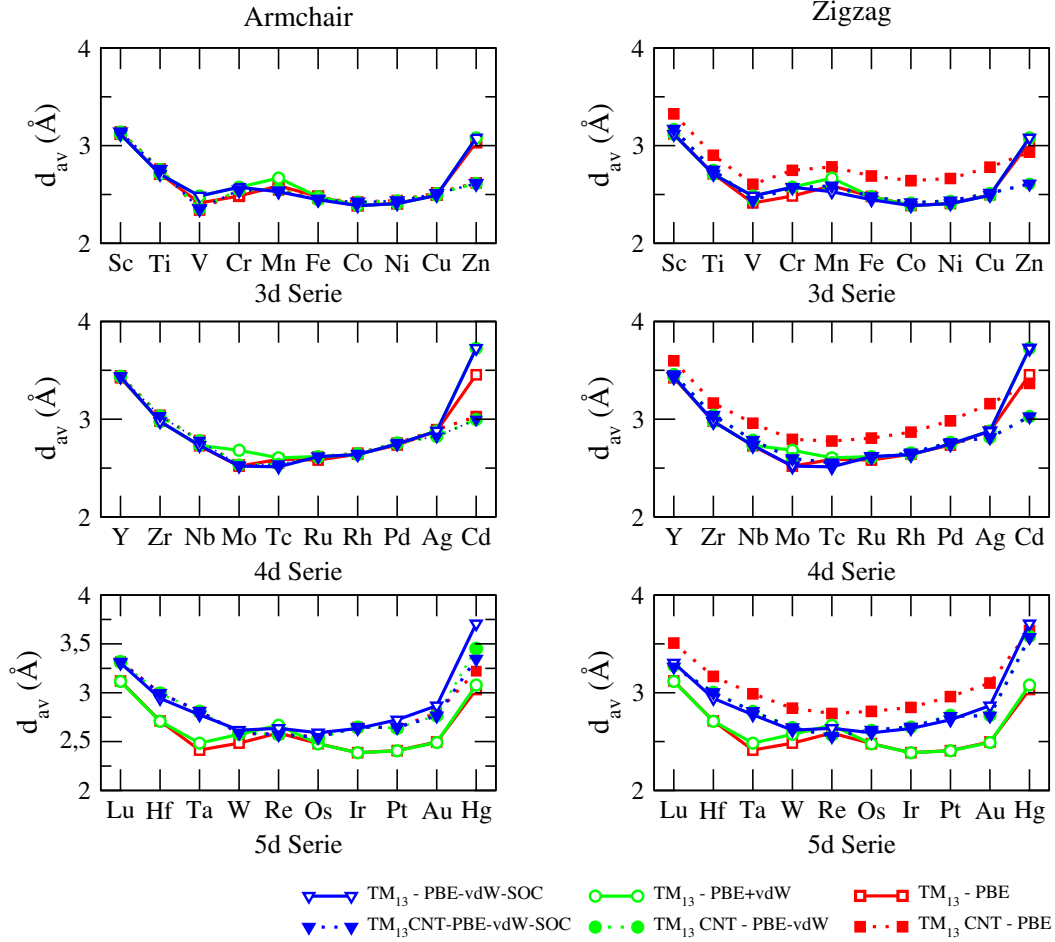 Armchair
Zigzag
4
3
2
d_av (Å)
Sc Ti V Cr Mn Fe Co Ni Cu Zn
3d Serie
4
3
2
d_av (Å)
Sc Ti V Cr Mn Fe Co Ni Cu Zn
3d Serie
4
3
2
d_av (Å)
Y Zr Nb Mo Tc Ru Rh Pd Ag Cd
4d Serie
4
3
2
d_av (Å)
Y Zr Nb Mo Tc Ru Rh Pd Ag Cd
4d Serie
4
3,5
3
2,5
2
d_av (Å)
Lu Hf Ta W Re Os Ir Pt Au Hg
5d Serie
4
3
2
d_av (Å)
Lu Hf Ta W Re Os Ir Pt Au Hg
5d Serie
TM13 - PBE-vdW-SOC
TM13 - PBE+vdW
TM13 - PBE
TM13CNT-PBE-vdW-SOC
TM13 CNT - PBE-vdW
TM13 CNT - PBE